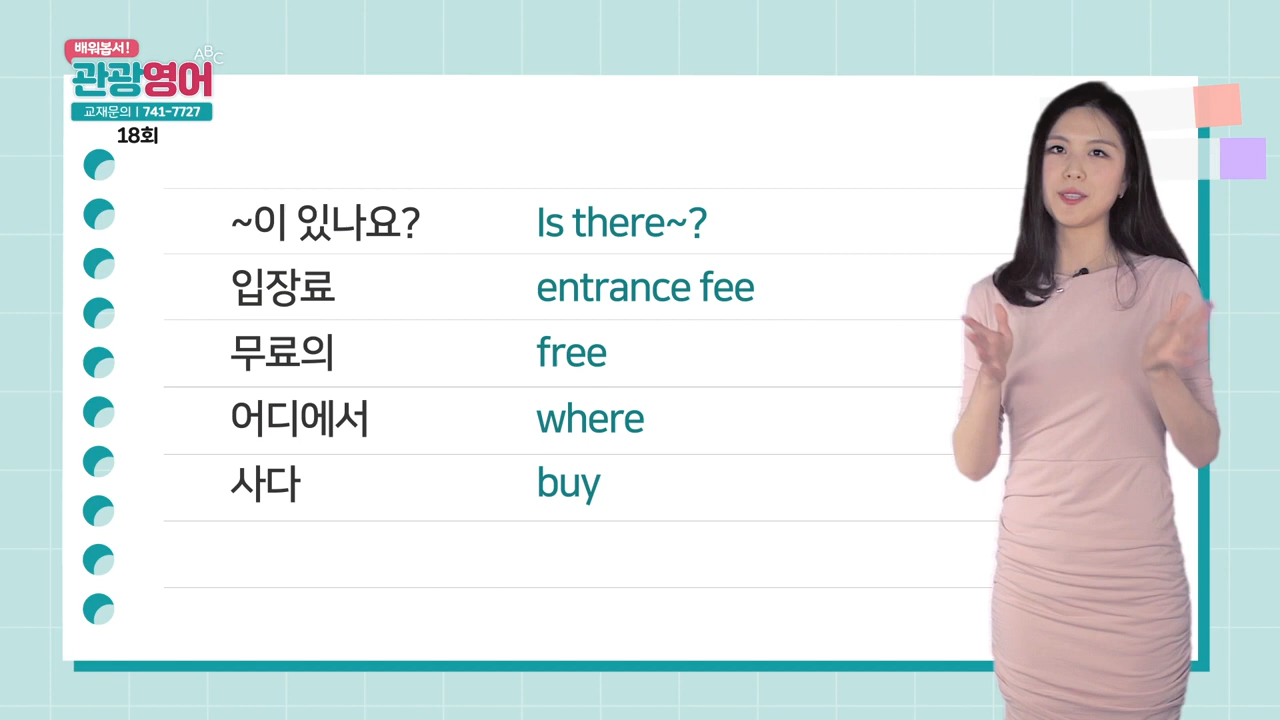 배워봅서!
ABC
관광영어
교재문의 | 741-7727
18회
~이 있나요? Is there~?
입장료 entrance fee
무료의 free
어디에서 where
사다 buy